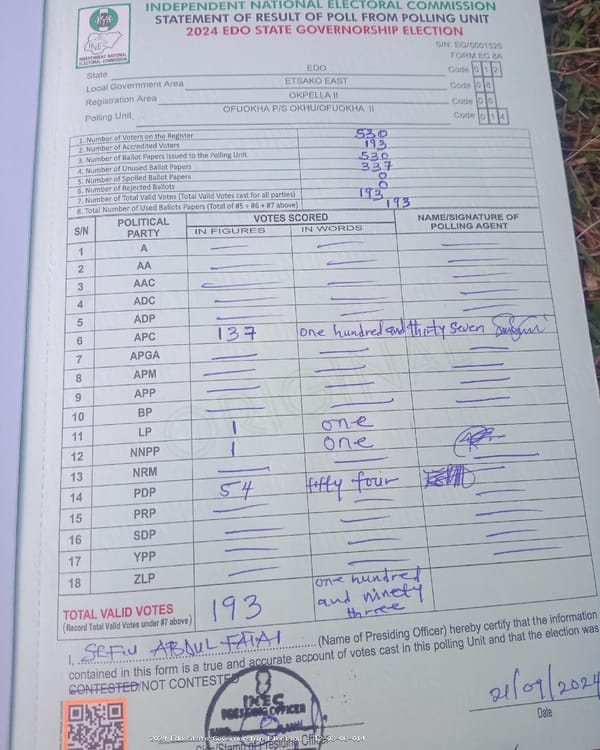 INDEPENDENT NATIONAL ELECTORAL COMMISSION
STATEMENT OF RESULT OF POLL FROM POLLING UNIT
2024 EDO STATE GOVERNORSHIP ELECTION
INEC
INDEPENDENT NATIONAL ELECTORAL COMMISSION
S/N: EG/0001525
FORM EC 8A
State EDO Code 0 1 2
Local Government Area ETSAKO EAST Code 0 8
Registration Area OKPELLA II Code 0 6
Polling Unit. OFUOKHA P/S OKHU/OFUOKHA II Code 0 1 4
1. Number of Voters on the Register 530
2. Number of Accredited Voters 193
3. Number of Ballot Papers Issued to the Polling Unit 530
4. Number of Unused Ballot Papers 337
5. Number of Spoiled Ballot Papers 0
6. Number of Rejected Ballots 0
7. Number of Total Valid Votes (Total Valid Votes cast for all parties) 193
8. Total Number of Used Ballots Papers (Total of #5 + #6 + #7 above) 193
S/N POLITICAL PARTY VOTES SCORED NAME/SIGNATURE OF POLLING AGENT
IN FIGURES IN WORDS
1 A
2 AA
3 AAC
4 ADC
5 ADP
6 APC 137 One hundred and thirty seven
7 APGA
8 APM
9 APP
10 BP
11 LP 1 one
12 NNPP 1 one
13 NRM
14 PDP 54 fifty four
15 PRP
16 SDP
17 YPP
18 ZLP
ORIGINAL
TOTAL VALID VOTES 193 one hundred and ninety three
(Record Total Valid Votes under #7 above)
I, SEFIU ABDUL FATAI (Name of Presiding Officer) hereby certify that the information
contained in this form is a true and accurate account of votes cast in this polling Unit and that the election was
CONTESTED/NOT CONTESTED
INEC
PRESIDING OFFICER
21/09/2024
Date
2024 Edo State Governorship Election
/Stamp of Presiding Officer